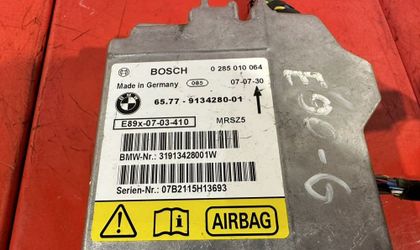 BOSCH 0 285 010 064
Made in Germany 085 07-07-30
BMW 65.77 - 9134280-01
E89x-07-03-410 MRSZ5
BMW-Nr.: 31913428001W
Serien-Nr.: 07B2115H13693
AIRBAG
E90-6